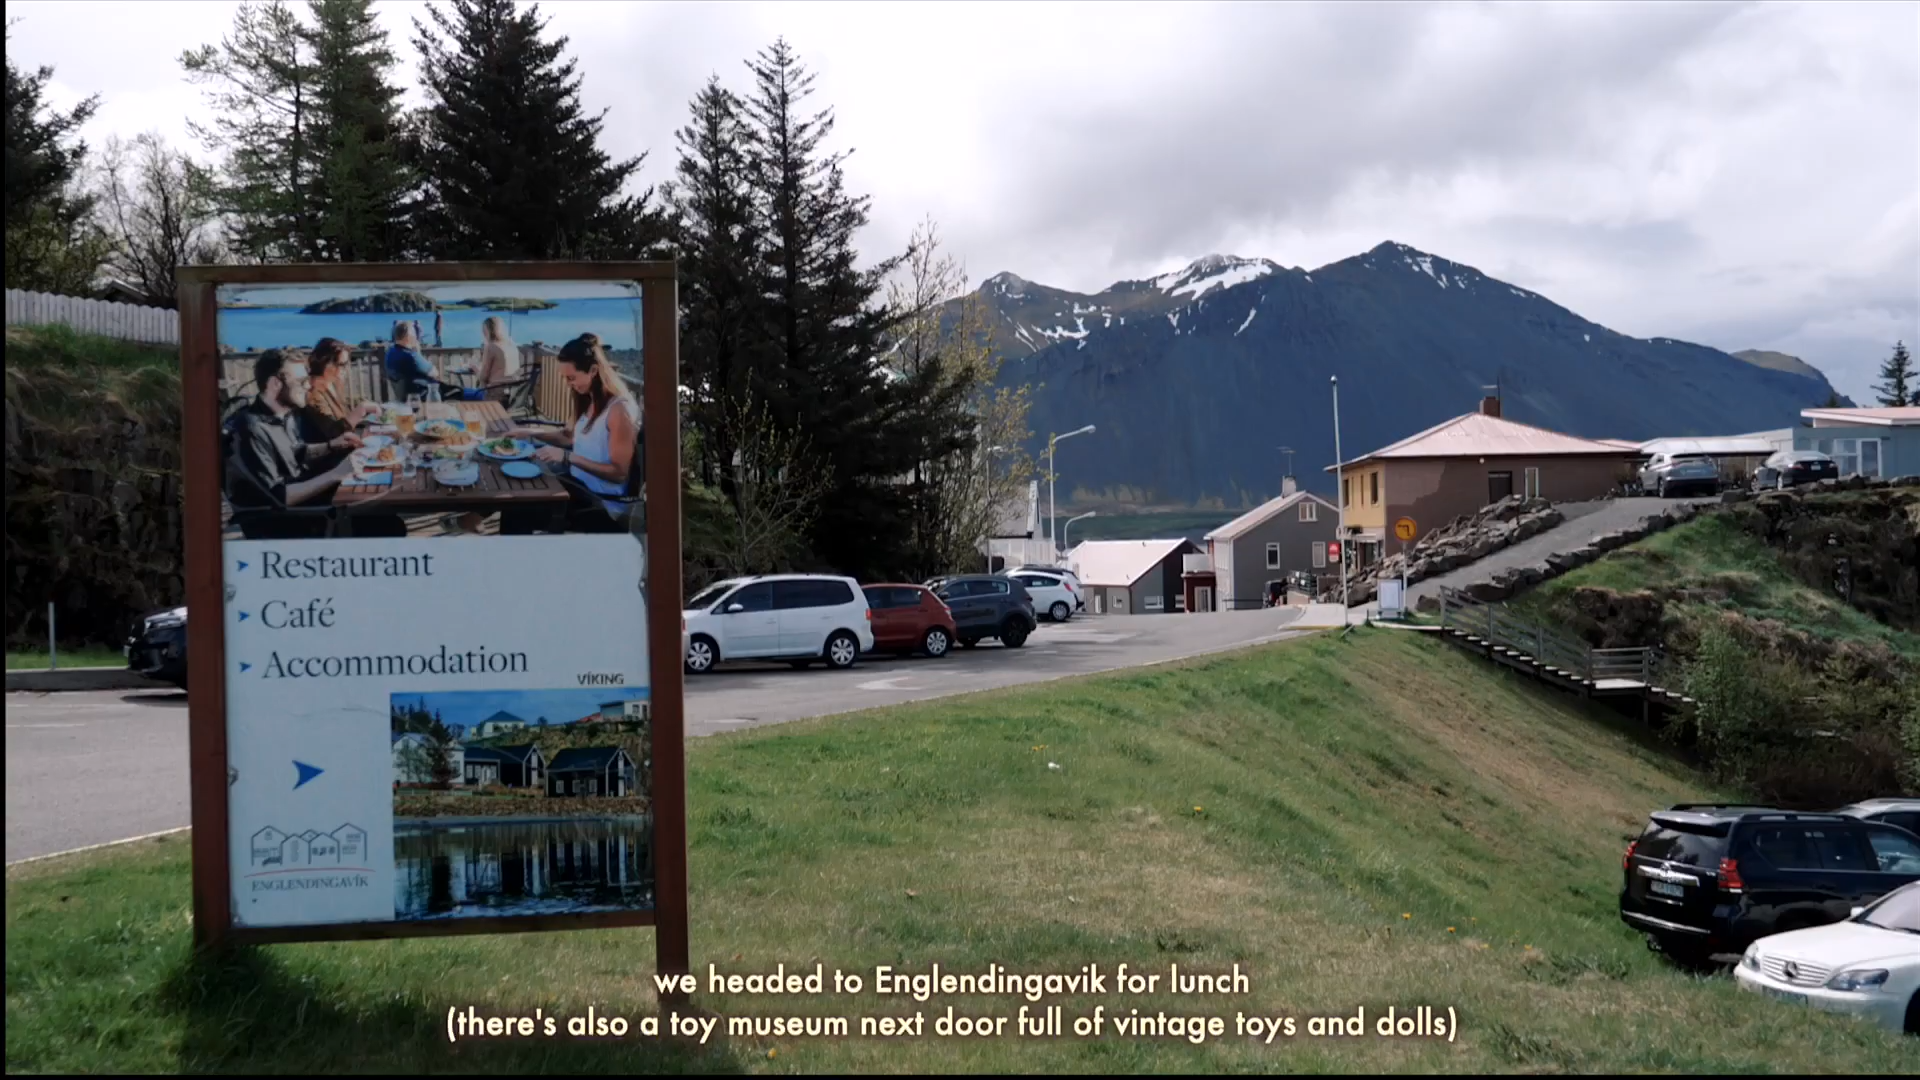 Restaurant
Café
Accommodation
VÍKING
ENGLENDINGAVÍK
we headed to Englendingavik for lunch
(there's also a toy museum next door full of vintage toys and dolls)